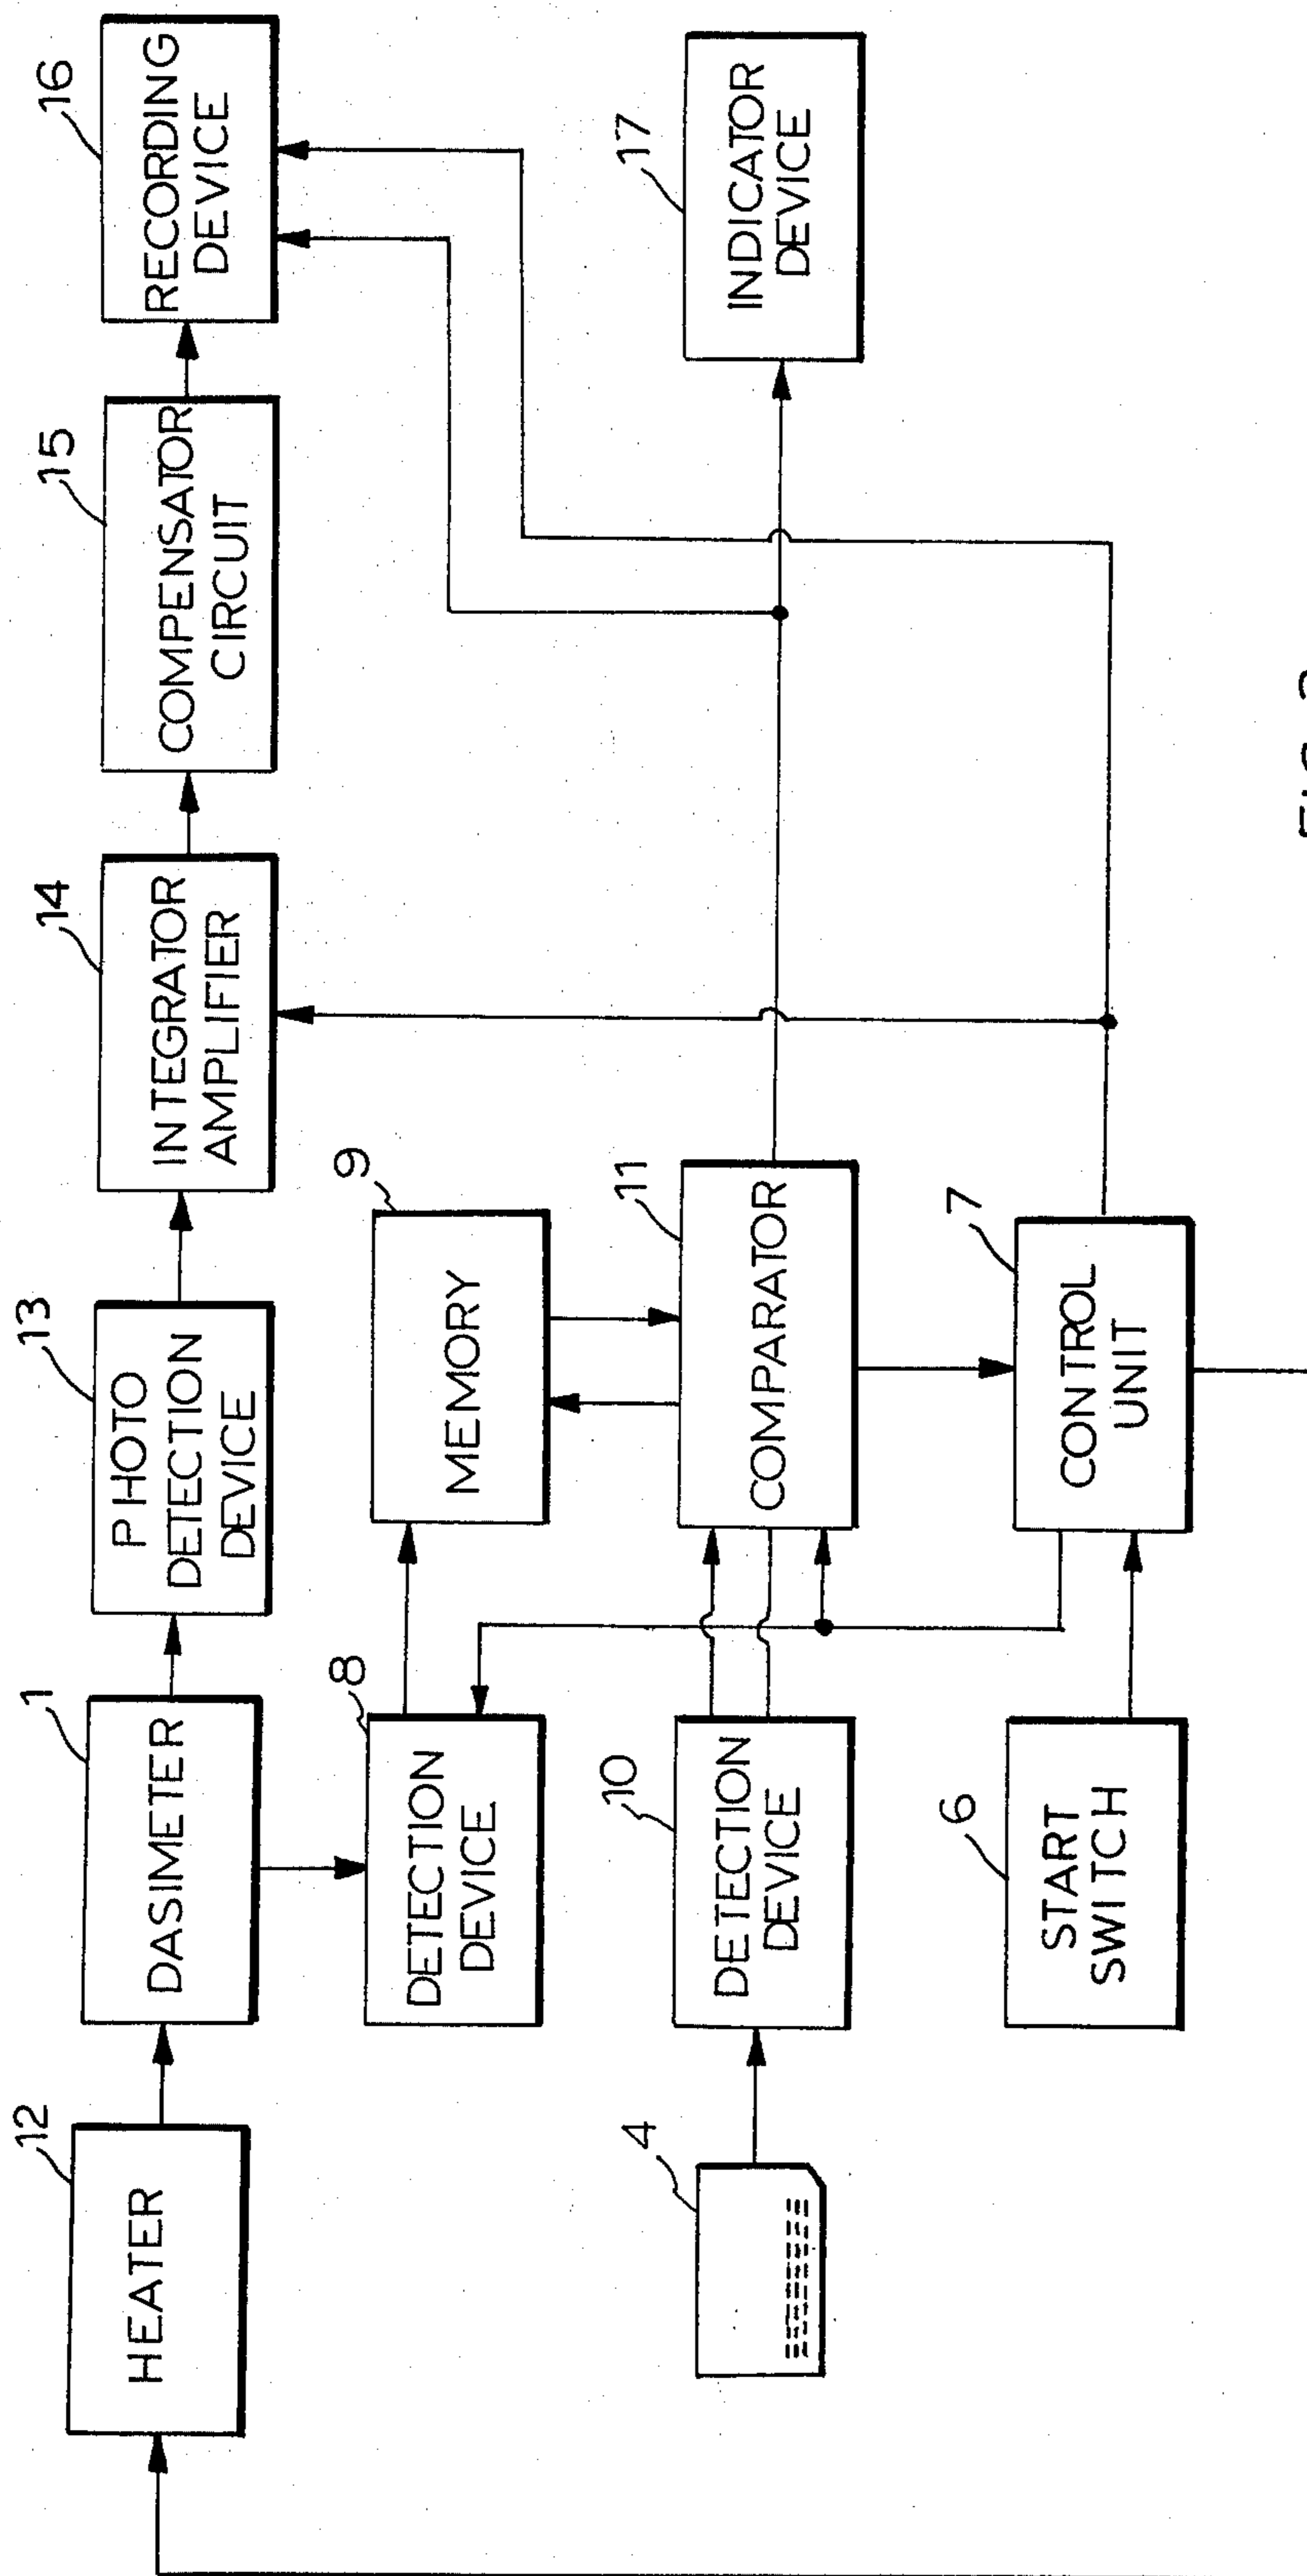 12
HEATER
1
DASIMETER
13
PHOTO
DETECTION
DEVICE
14
INTEGRATOR
AMPLIFIER
15
COMPENSATOR
CIRCUIT
16
RECORDING
DEVICE
8
DETECTION
DEVICE
9
MEMORY
4
10
DETECTION
DEVICE
11
COMPARATOR
17
INDICATOR
DEVICE
6
START
SWITCH
7
CONTROL
UNIT